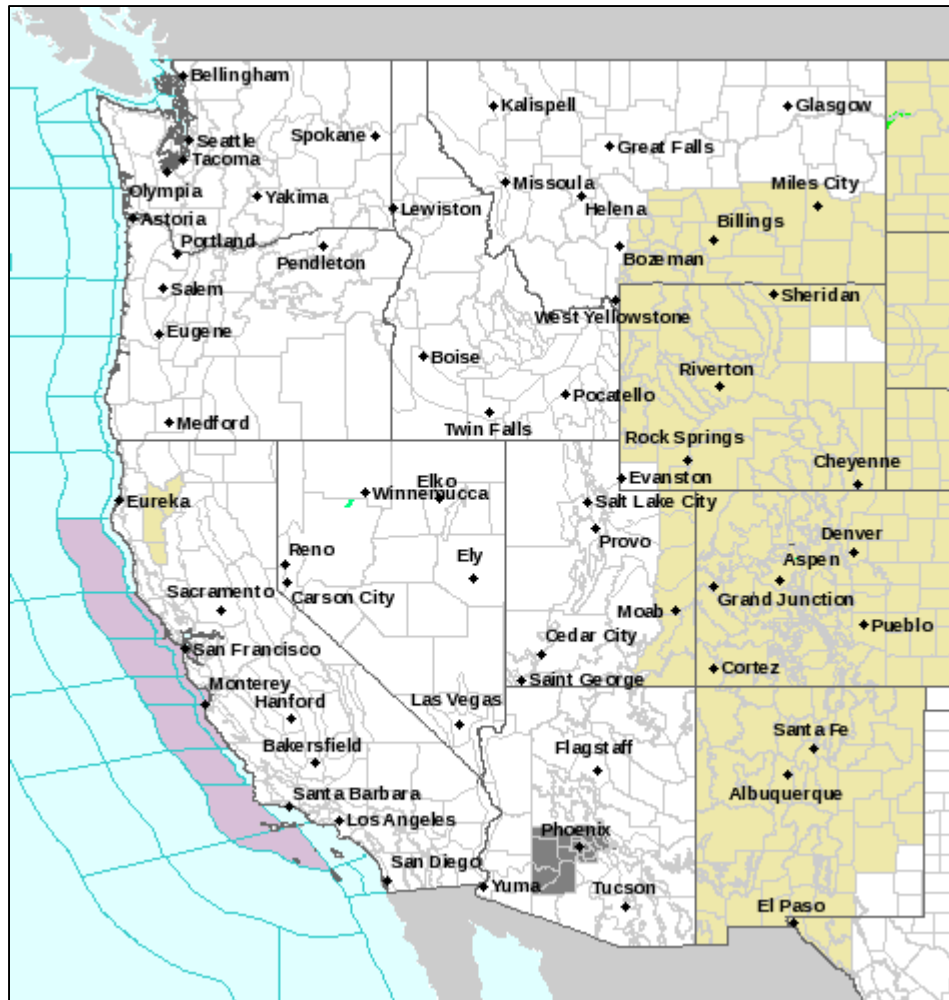 Bellingham
Kalispell
Glasgow
Spokane
Seattle
Great Falls
Tacoma
Olympia
Missoula
Miles City
Yakima
Lewiston
Helena
Astoria
Billings
Portland
Pendleton
Bozeman
Salem
Sheridan
West Yellowstone
Eugene
Boise
Riverton
Pocatello
Medford
Twin Falls
Rock Springs
Cheyenne
Elko
Evanston
Eureka
Winnemucca
Salt Lake City
Provo
Denver
Reno
Ely
Aspen
Sacramento
Carson City
Moab
Grand Junction
Pueblo
Cedar City
San Francisco
Cortez
Saint George
Monterey
Hanford
Las Vegas
Santa Fe
Bakersfield
Flagstaff
Albuquerque
Santa Barbara
Los Angeles
Phoenix
San Diego
Yuma
Tucson
El Paso